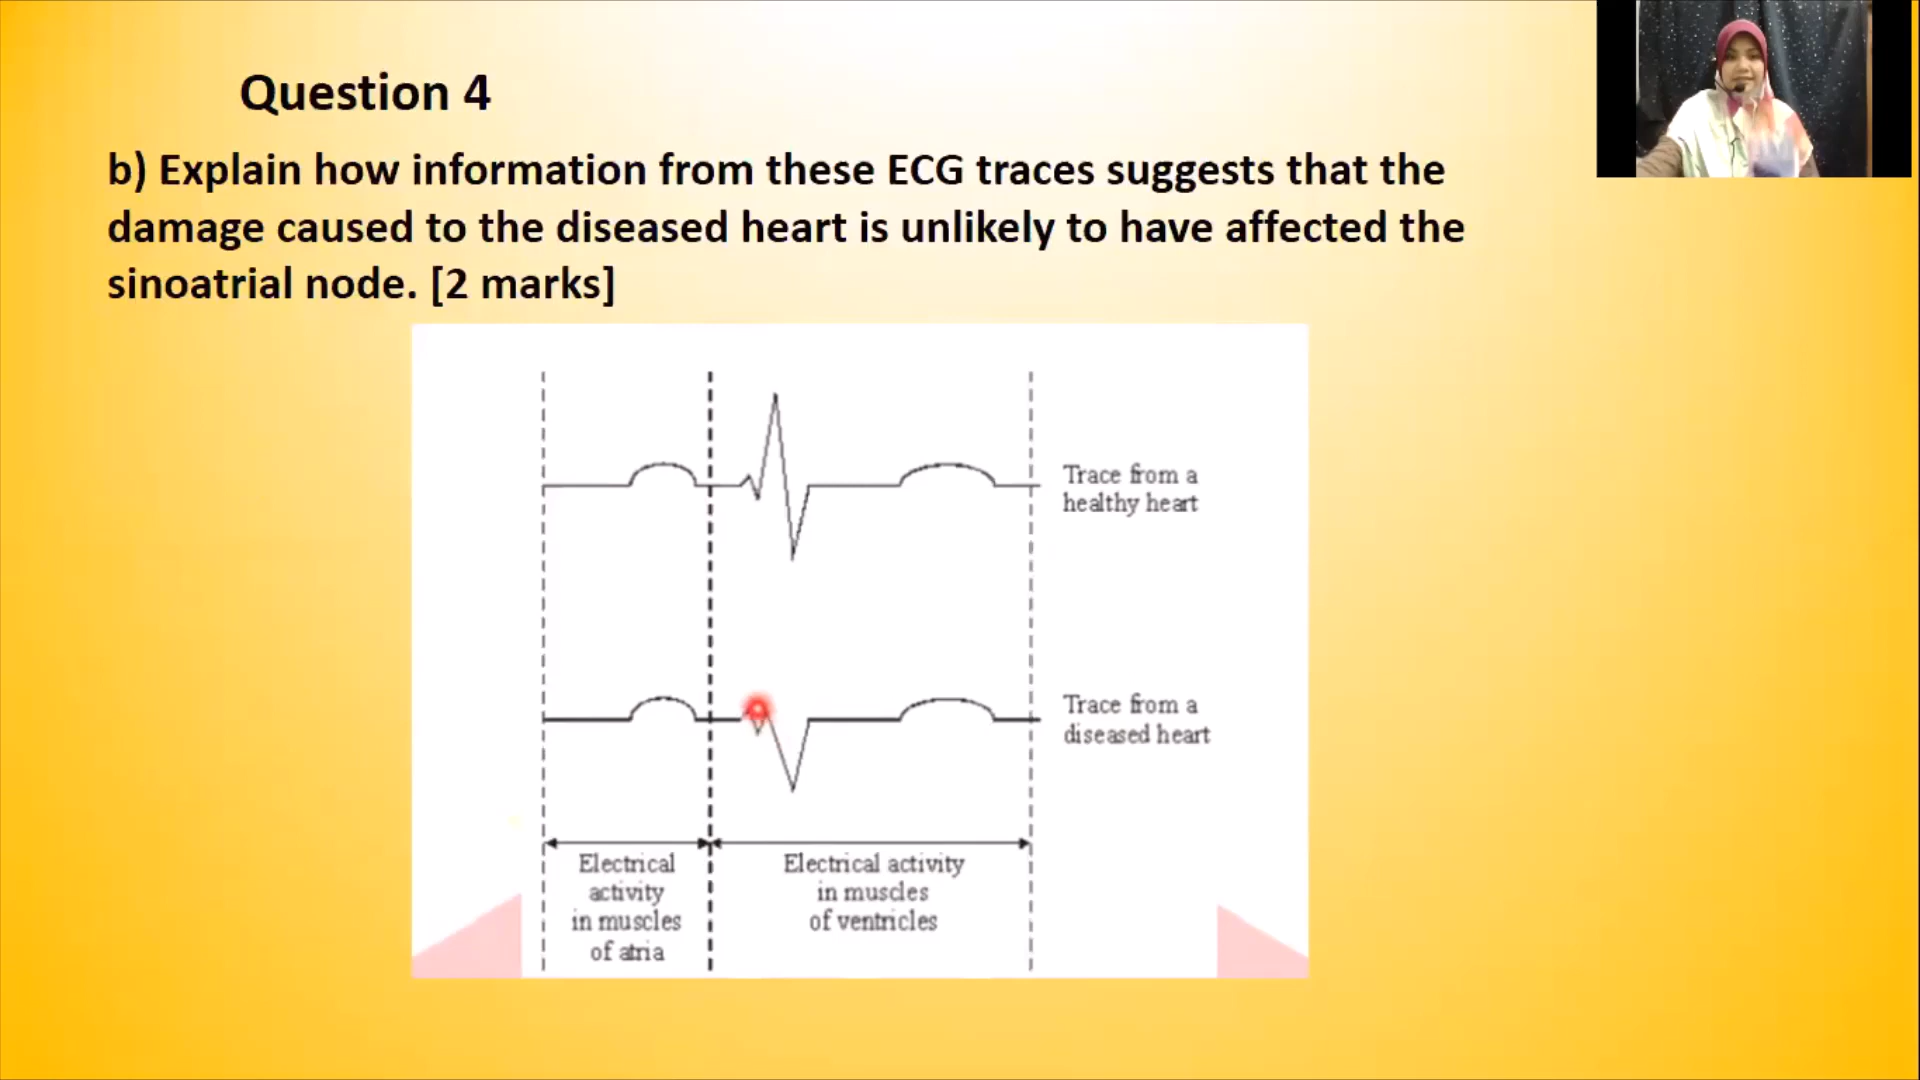 Question 4
b) Explain how information from these ECG traces suggests that the
damage caused to the diseased heart is unlikely to have affected the
sinoatrial node. [2 marks]
Trace from a
healthy heart
Trace from a
diseased heart
Electrical
activity
in muscles
of atria
Electrical activity
in muscles
of ventricles